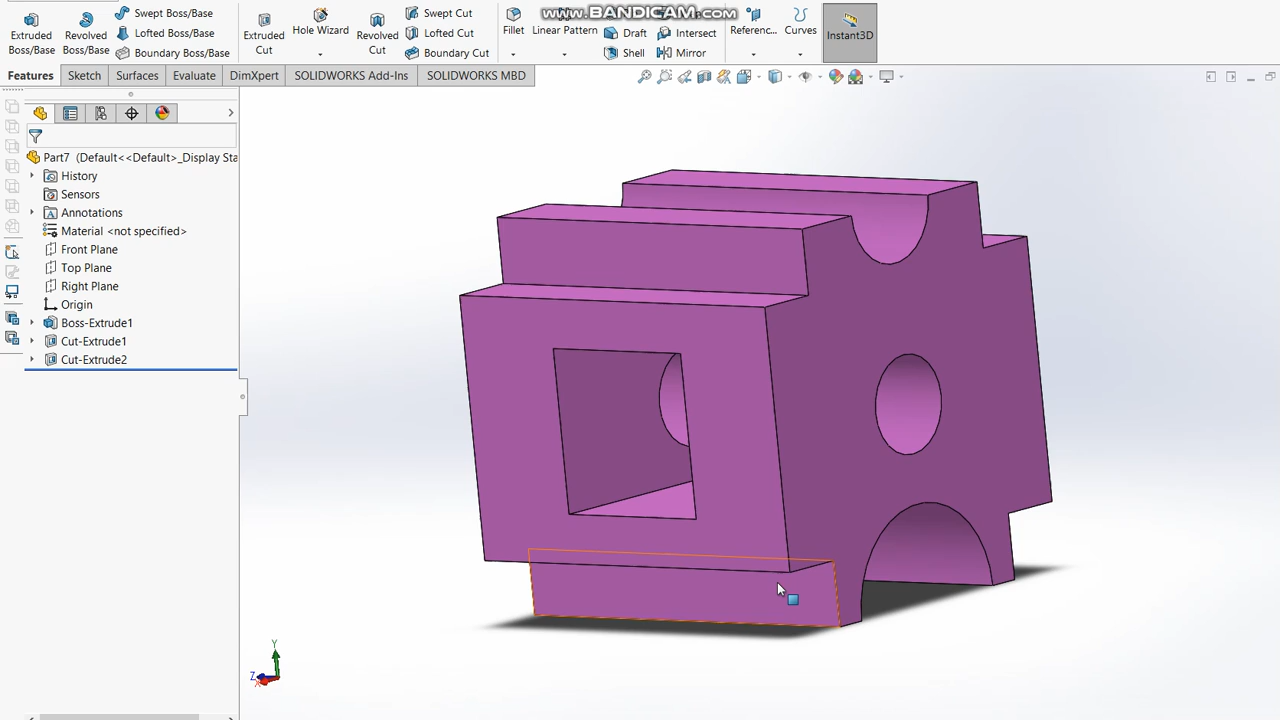 www.BANDICAM.com
Extruded Boss/Base
Revolved Boss/Base
Swept Boss/Base
Lofted Boss/Base
Boundary Boss/Base
Extruded Cut
Hole Wizard
Revolved Cut
Swept Cut
Lofted Cut
Boundary Cut
Fillet
Linear Pattern
Draft
Shell
Intersect
Mirror
Referenc...
Curves
Instant3D
Features
Sketch
Surfaces
Evaluate
DimXpert
SOLIDWORKS Add-Ins
SOLIDWORKS MBD
Part7 (Default<<Default>_Display Sta
History
Sensors
Annotations
Material <not specified>
Front Plane
Top Plane
Right Plane
Origin
Boss-Extrude1
Cut-Extrude1
Cut-Extrude2
Y
Z
X